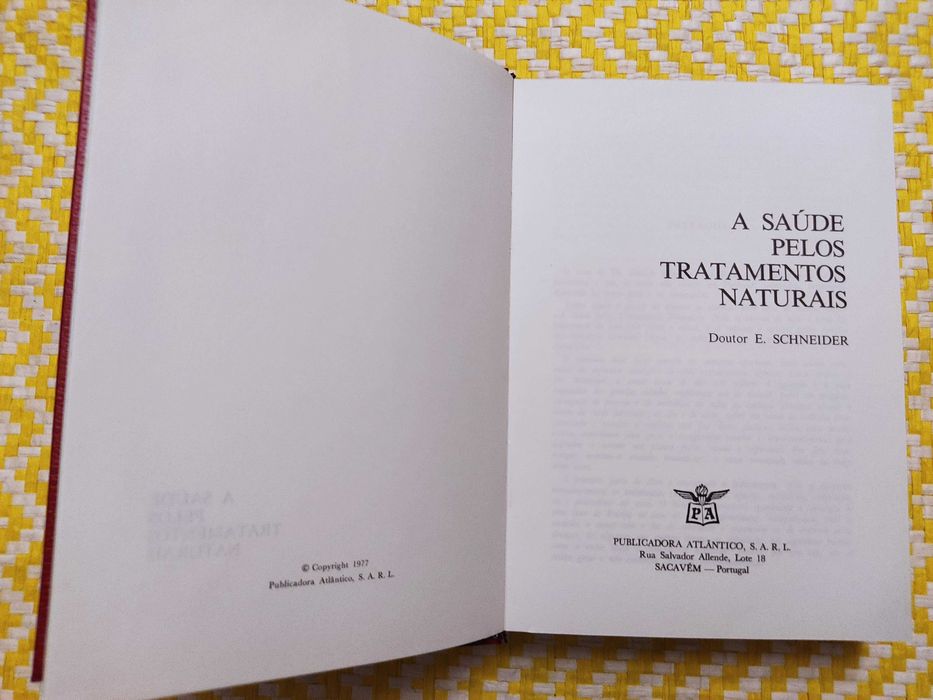 © Copyright 1977
Publicadora Atlântico, S. A. R. L.
A SAÚDE
PELOS
TRATAMENTOS
NATURAIS
Doutor E. SCHNEIDER
P A
PUBLICADORA ATLÂNTICO, S. A. R. L.
Rua Salvador Allende, Lote 18
SACAVÉM — Portugal